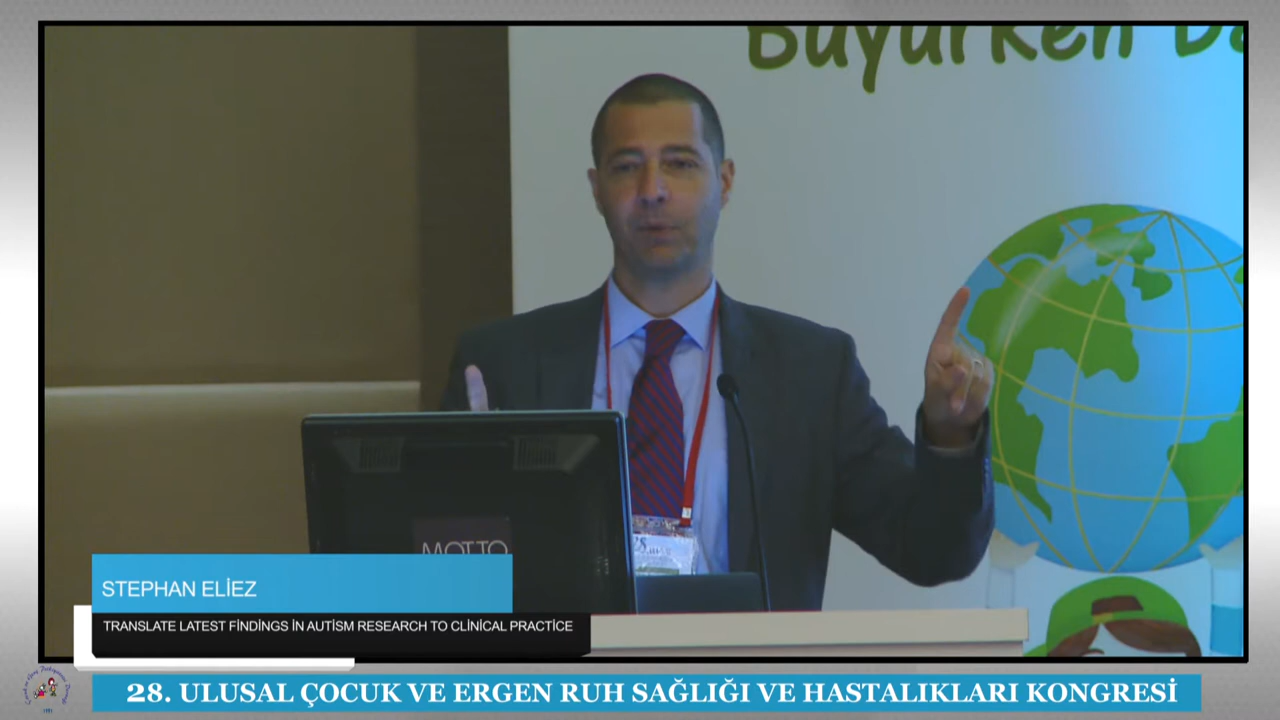 Büyürken
STEPHAN ELİEZ
TRANSLATE LATEST FİNDİNGS İN AUTİSM RESEARCH TO CLİNİCAL PRACTİCE
MOTTO
28. ULUSAL ÇOCUK VE ERGEN RUH SAĞLIĞI VE HASTALIKLARI KONGRESİ